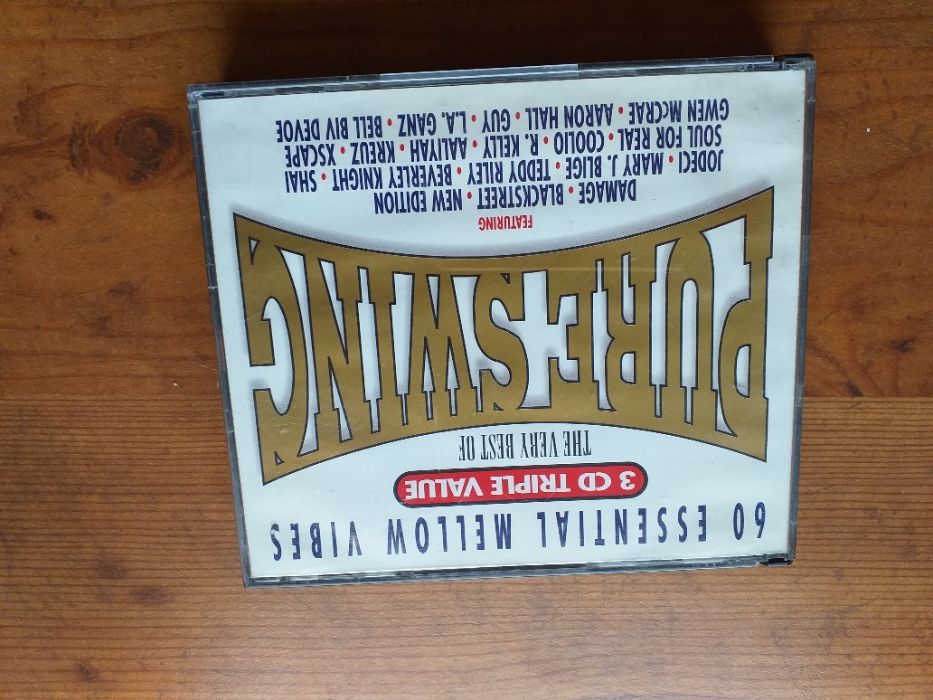 60 ESSENTIAL MELLOW VIBES
3 CD TRIPLE VALUE
THE VERY BEST OF
PURE SWING
FEATURING
DAMAGE • BLACKSTREET • NEW EDITION
JODECI • MARY J. BLIGE • TEDDY RILEY • BEVERLEY KNIGHT • SHAI
SOUL FOR REAL • COOLIO • R. KELLY • AALIYAH • KREUZ • XSCAPE
GWEN McCRAE • AARON HALL • GUY • L.A. GANZ • BELL BIV DEVOE